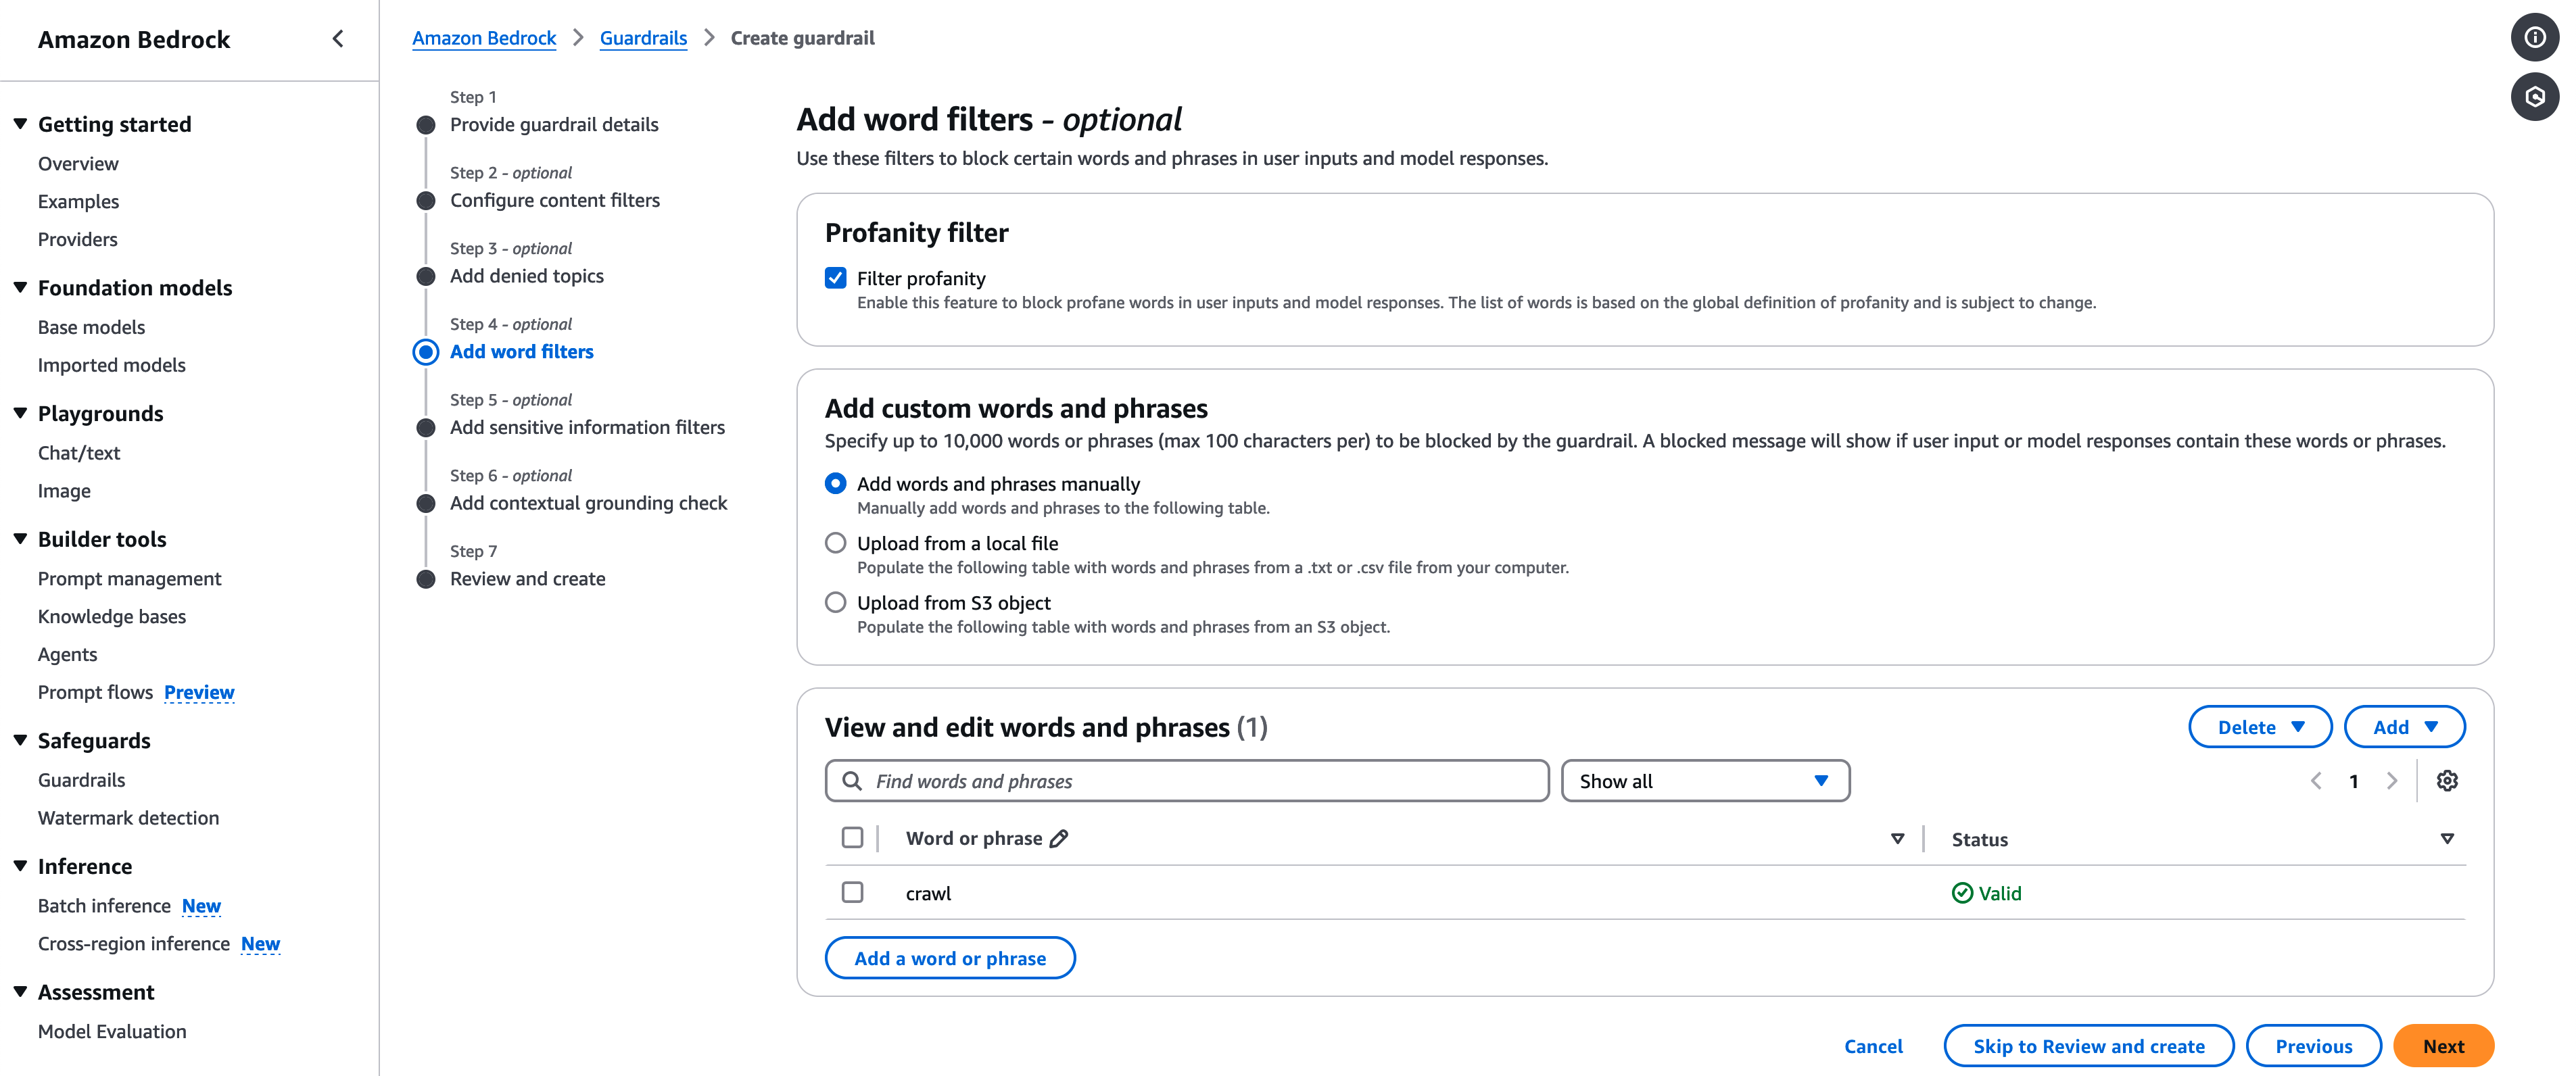 Amazon Bedrock
Getting started
Overview
Examples
Providers
Foundation models
Base models
Imported models
Playgrounds
Chat/text
Image
Builder tools
Prompt management
Knowledge bases
Agents
Prompt flows Preview
Safeguards
Guardrails
Watermark detection
Inference
Batch inference New
Cross-region inference New
Assessment
Model Evaluation
Amazon Bedrock > Guardrails > Create guardrail
Step 1
Provide guardrail details
Step 2 - optional
Configure content filters
Step 3 - optional
Add denied topics
Step 4 - optional
Add word filters
Step 5 - optional
Add sensitive information filters
Step 6 - optional
Add contextual grounding check
Step 7
Review and create
Add word filters - optional
Use these filters to block certain words and phrases in user inputs and model responses.
Profanity filter
Filter profanity
Enable this feature to block profane words in user inputs and model responses. The list of words is based on the global definition of profanity and is subject to change.
Add custom words and phrases
Specify up to 10,000 words or phrases (max 100 characters per) to be blocked by the guardrail. A blocked message will show if user input or model responses contain these words or phrases.
Add words and phrases manually
Manually add words and phrases to the following table.
Upload from a local file
Populate the following table with words and phrases from a .txt or .csv file from your computer.
Upload from S3 object
Populate the following table with words and phrases from an S3 object.
View and edit words and phrases (1)
Delete
Add
Find words and phrases
Show all
1
Word or phrase
Status
crawl
Valid
Add a word or phrase
Cancel
Skip to Review and create
Previous
Next